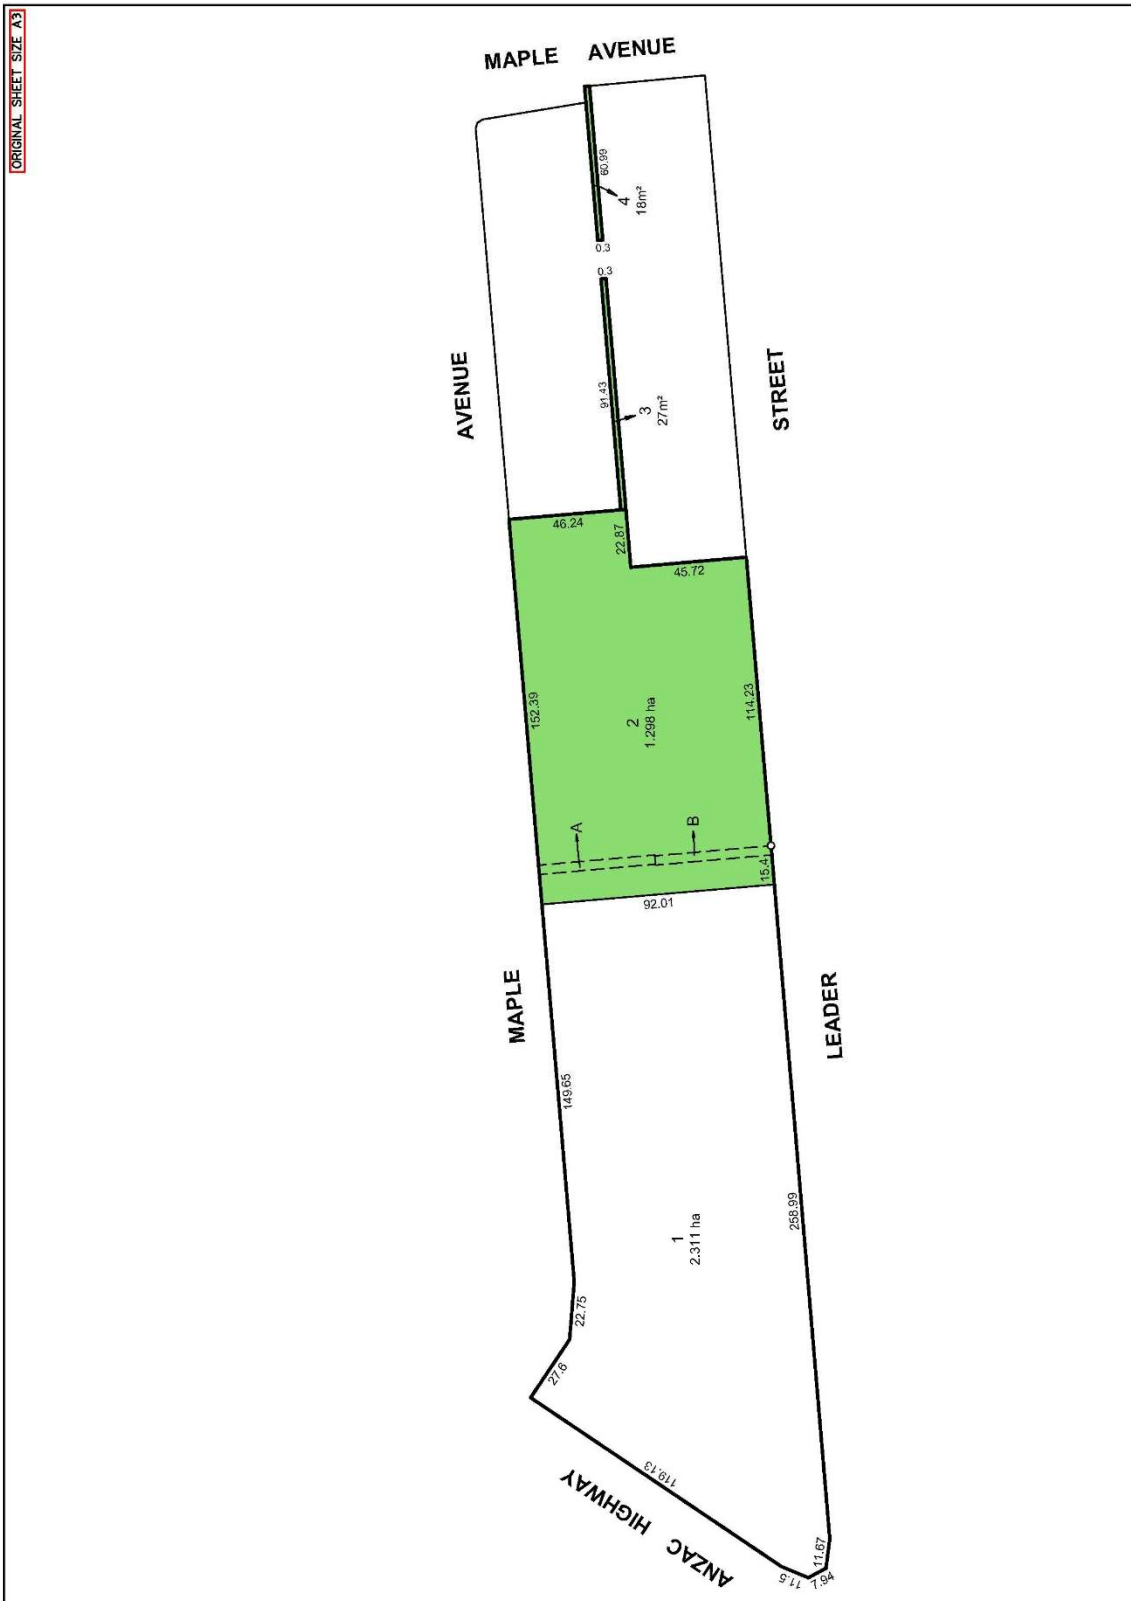 ORIGINAL SHEET SIZE A3
MAPLE AVENUE
60.99
4
18m²
0.3
0.3
91.43
3
27m²
AVENUE
STREET
46.24
22.87
45.72
152.39
2
1.298 ha
114.23
A
B
15.4
92.01
MAPLE
LEADER
149.65
258.99
1
2.311 ha
22.75
27.6
119.13
ANZAC HIGHWAY
11.5
7.94
11.67